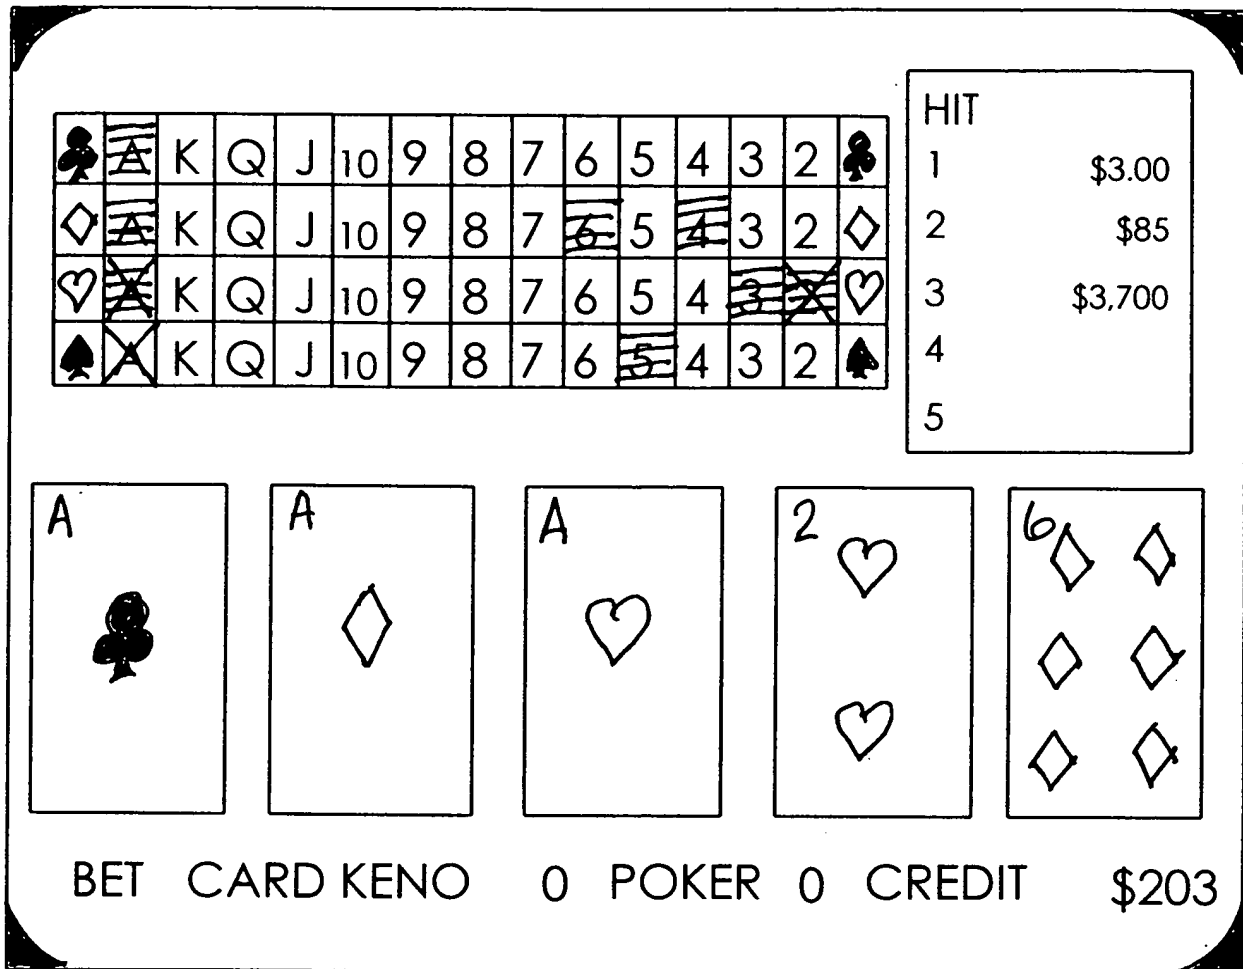 ♣ A K Q J 10 9 8 7 6 5 4 3 2 ♣
♢ A K Q J 10 9 8 7 6 5 4 3 2 ♢
♡ A K Q J 10 9 8 7 6 5 4 3 2 ♡
♠ A K Q J 10 9 8 7 6 5 4 3 2 ♠
HIT
1 $3.00
2 $85
3 $3,700
4
5
A A A 2 6
BET CARD KENO 0 POKER 0 CREDIT $203